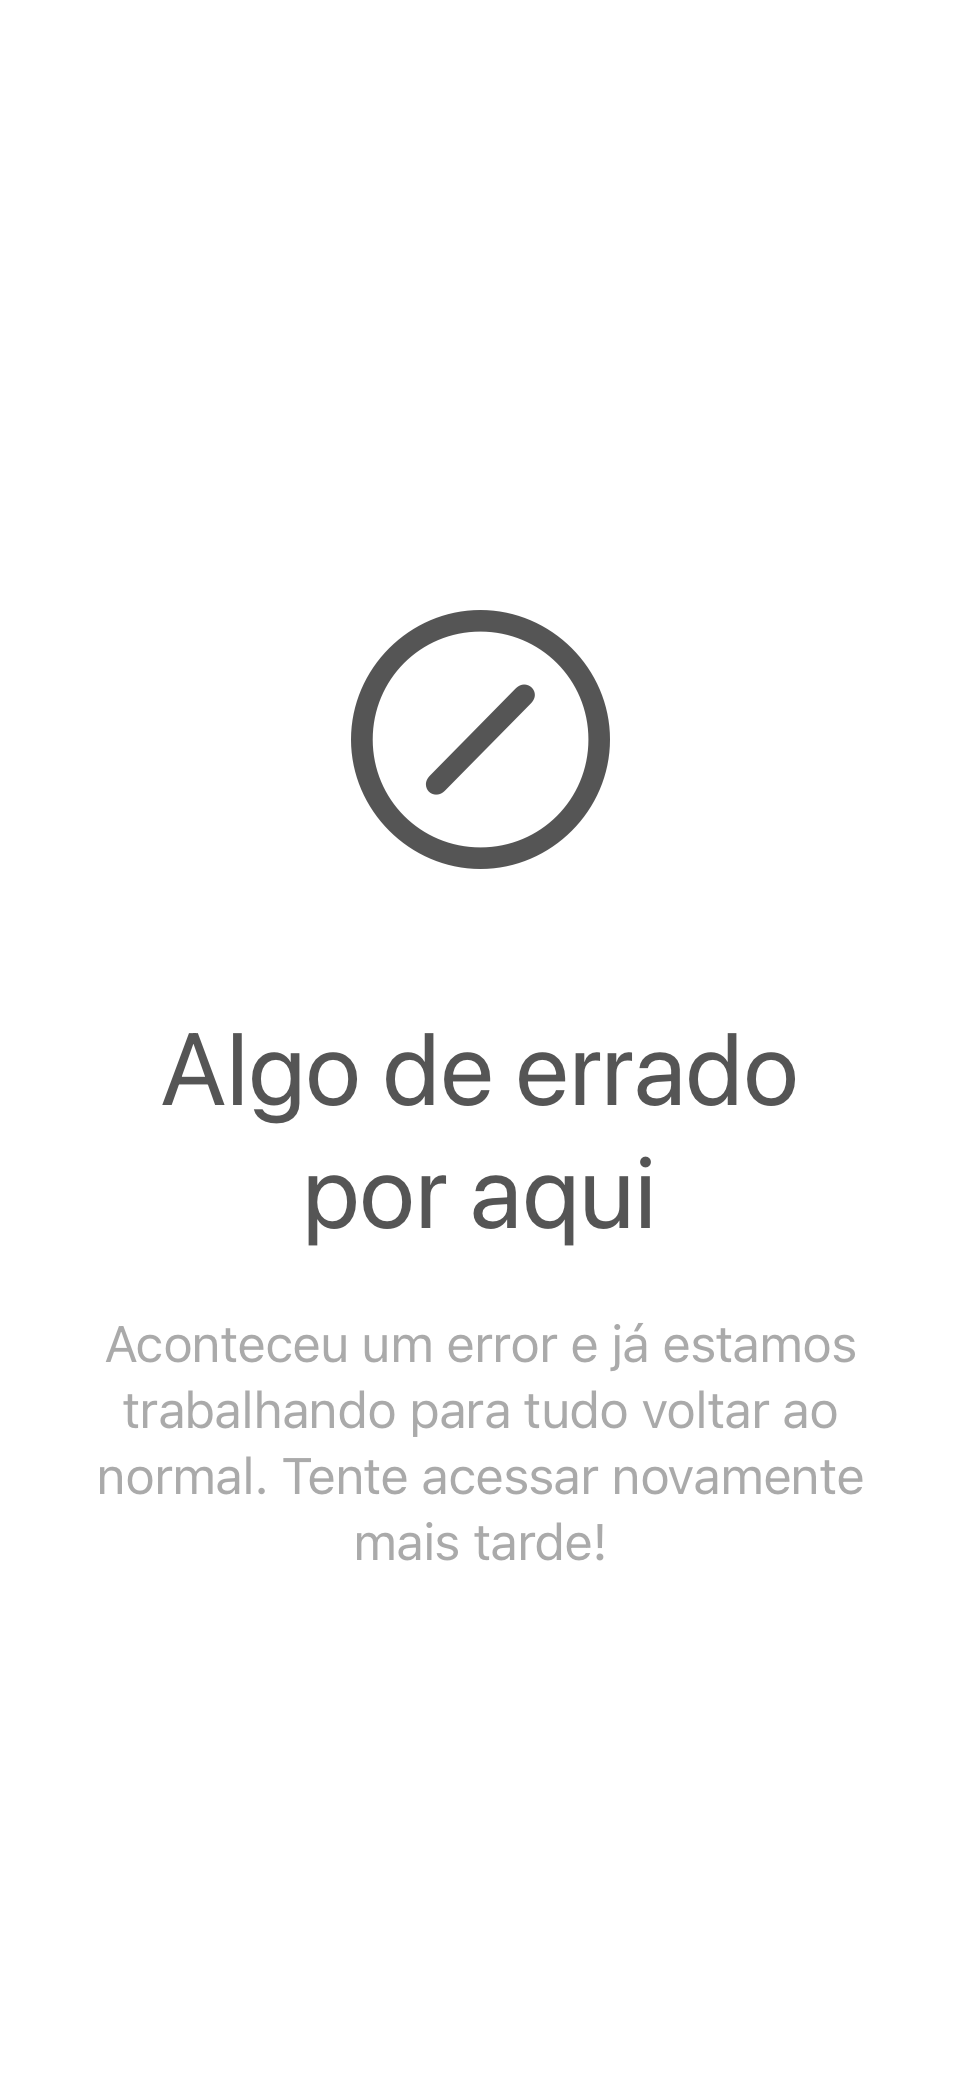 Algo de errado
por aqui
Aconteceu um error e já estamos
trabalhando para tudo voltar ao
normal. Tente acessar novamente
mais tarde!